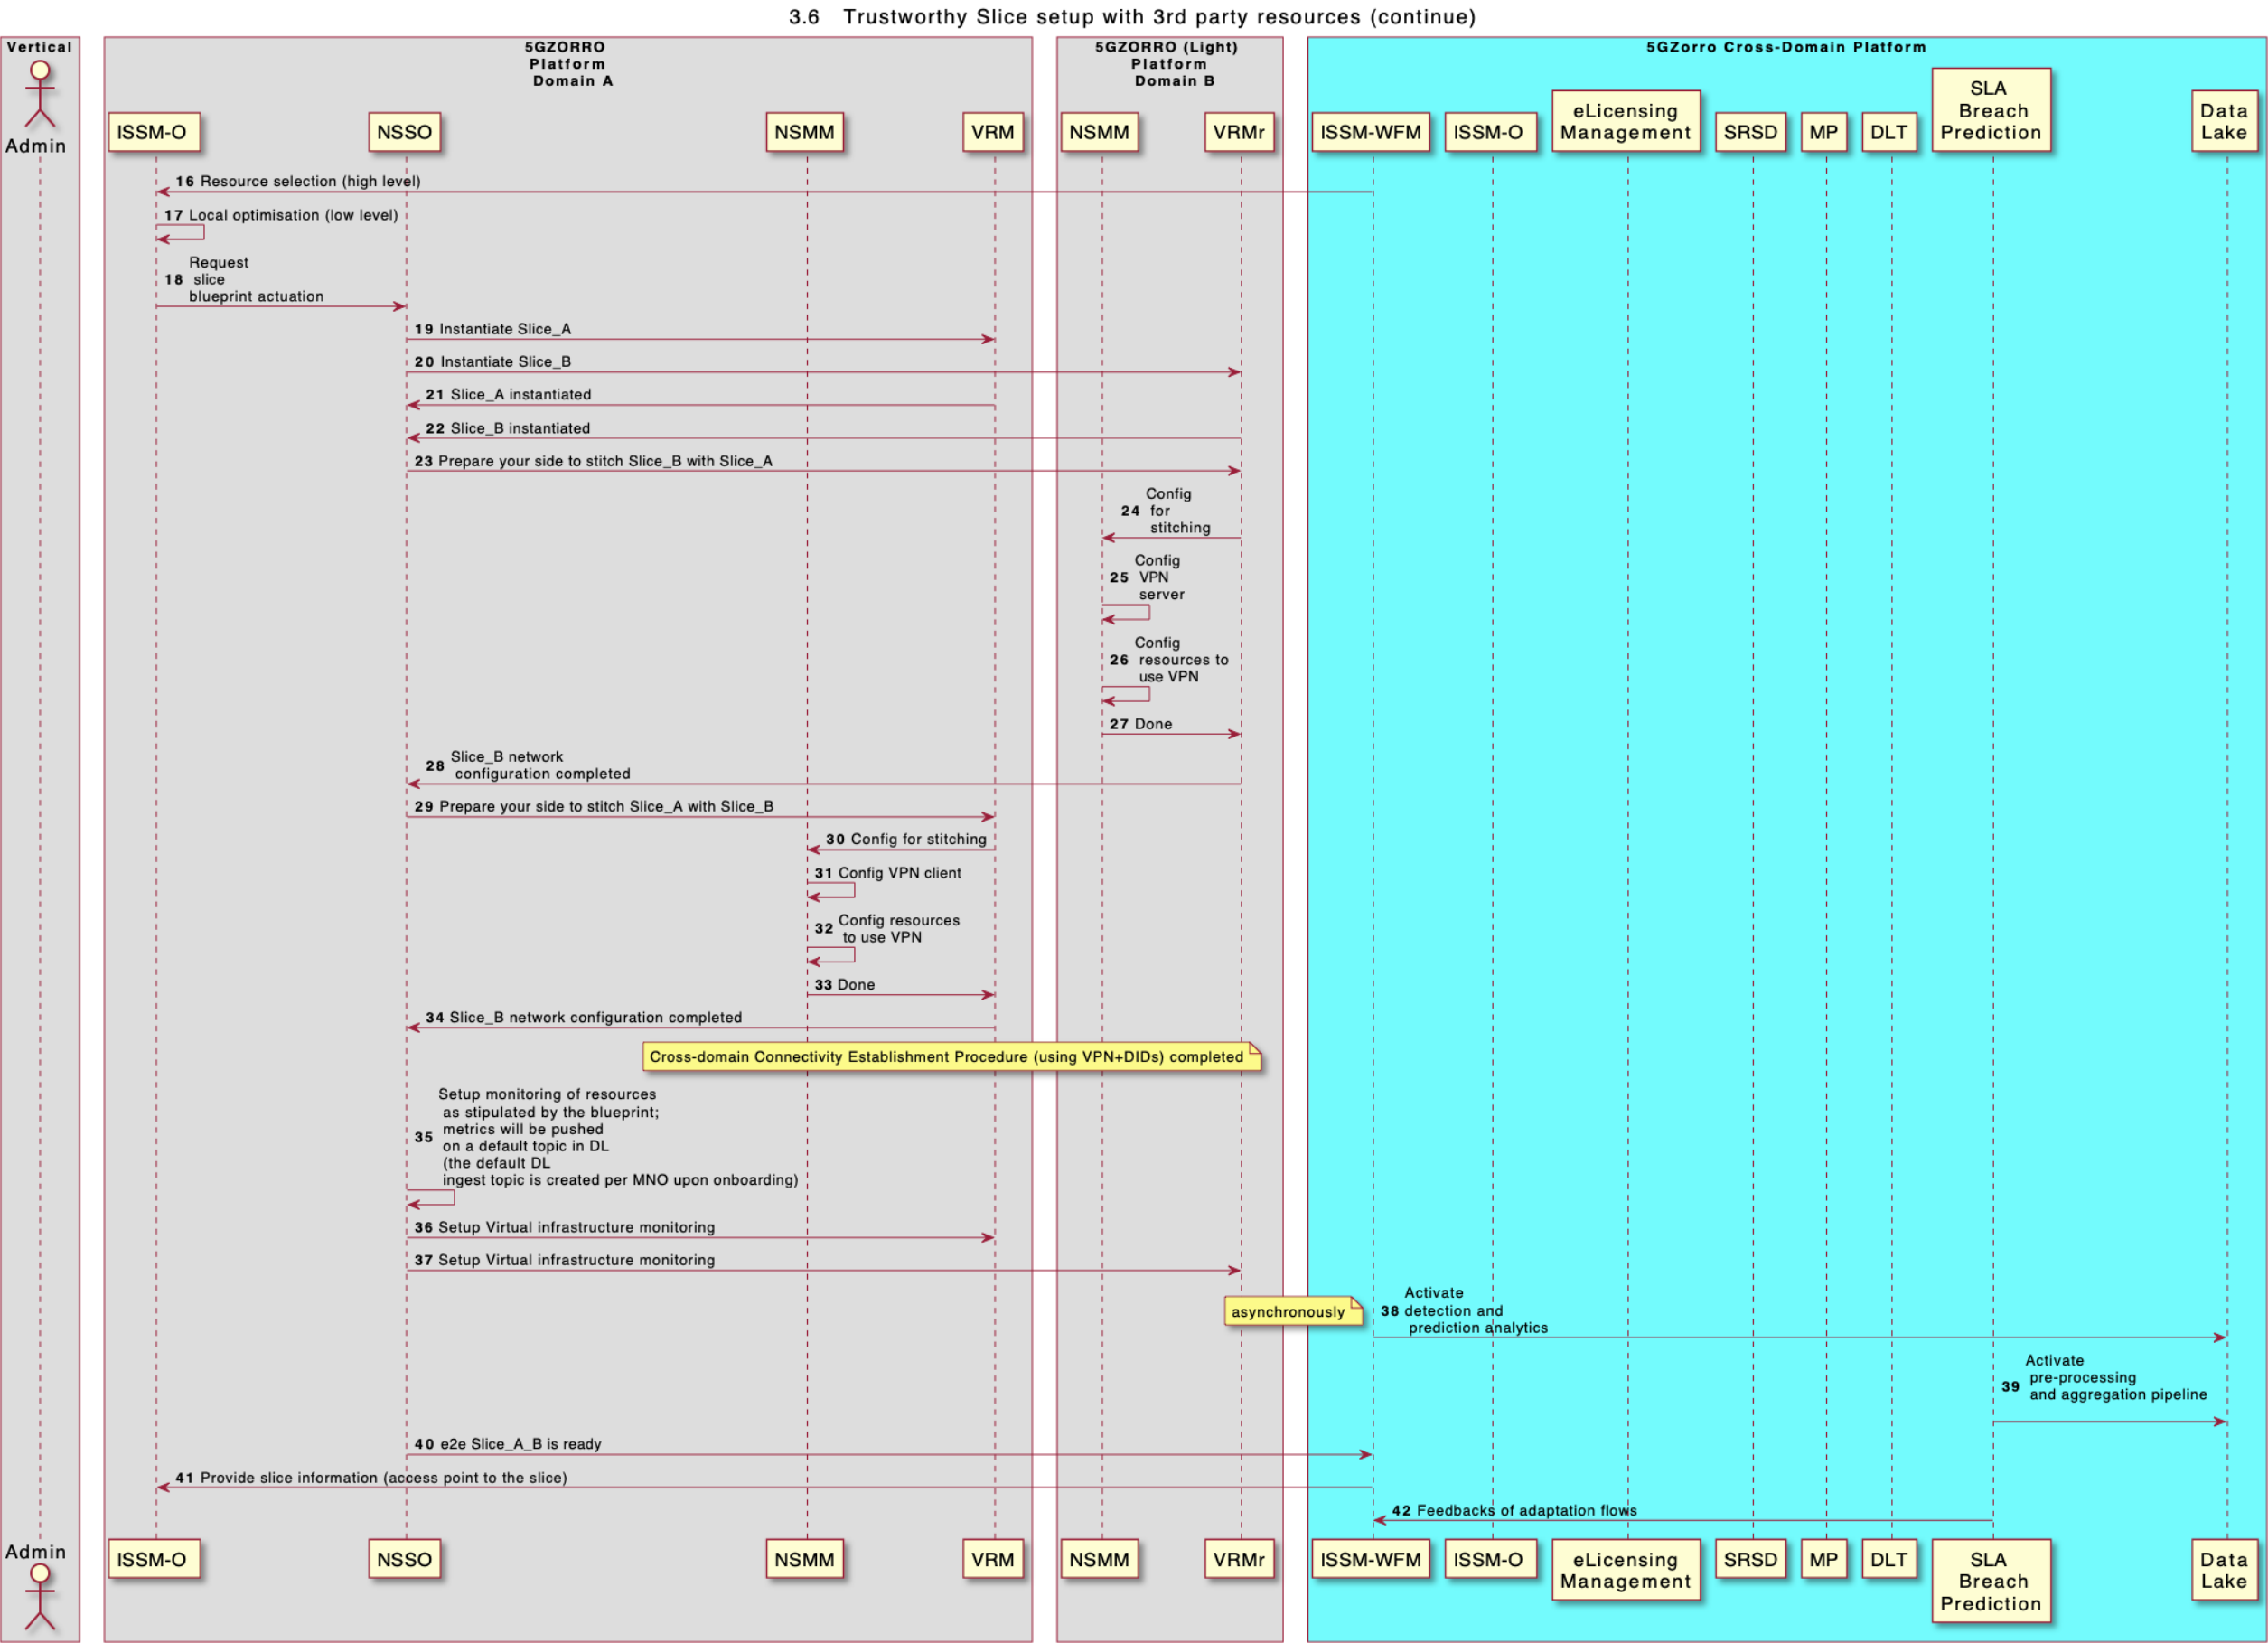 3.6 Trustworthy Slice setup with 3rd party resources (continue)
Vertical
5GZORRO
Platform
Domain A
5GZORRO (Light)
Platform
Domain B
5GZorro Cross-Domain Platform
Admin
ISSM-O
NSSO
NSMM
VRM
NSMM
VRMr
ISSM-WFM
ISSM-O
eLicensing
Management
SRSD
MP
DLT
SLA
Breach
Prediction
Data
Lake
16 Resource selection (high level)
17 Local optimisation (low level)
Request
18 slice
blueprint actuation
19 Instantiate Slice_A
20 Instantiate Slice_B
21 Slice_A instantiated
22 Slice_B instantiated
23 Prepare your side to stitch Slice_B with Slice_A
Config
24 for
stitching
Config
25 VPN
server
Config
26 resources to
use VPN
27 Done
Slice_B network
28 configuration completed
29 Prepare your side to stitch Slice_A with Slice_B
30 Config for stitching
31 Config VPN client
32 Config resources
to use VPN
33 Done
34 Slice_B network configuration completed
Cross-domain Connectivity Establishment Procedure (using VPN+DIDs) completed
Setup monitoring of resources
as stipulated by the blueprint;
metrics will be pushed
35 on a default topic in DL
(the default DL
ingest topic is created per MNO upon onboarding)
36 Setup Virtual infrastructure monitoring
37 Setup Virtual infrastructure monitoring
asynchronously
Activate
38 detection and
prediction analytics
Activate
39 pre-processing
and aggregation pipeline
40 e2e Slice_A_B is ready
41 Provide slice information (access point to the slice)
42 Feedbacks of adaptation flows
Admin
ISSM-O
NSSO
NSMM
VRM
NSMM
VRMr
ISSM-WFM
ISSM-O
eLicensing
Management
SRSD
MP
DLT
SLA
Breach
Prediction
Data
Lake